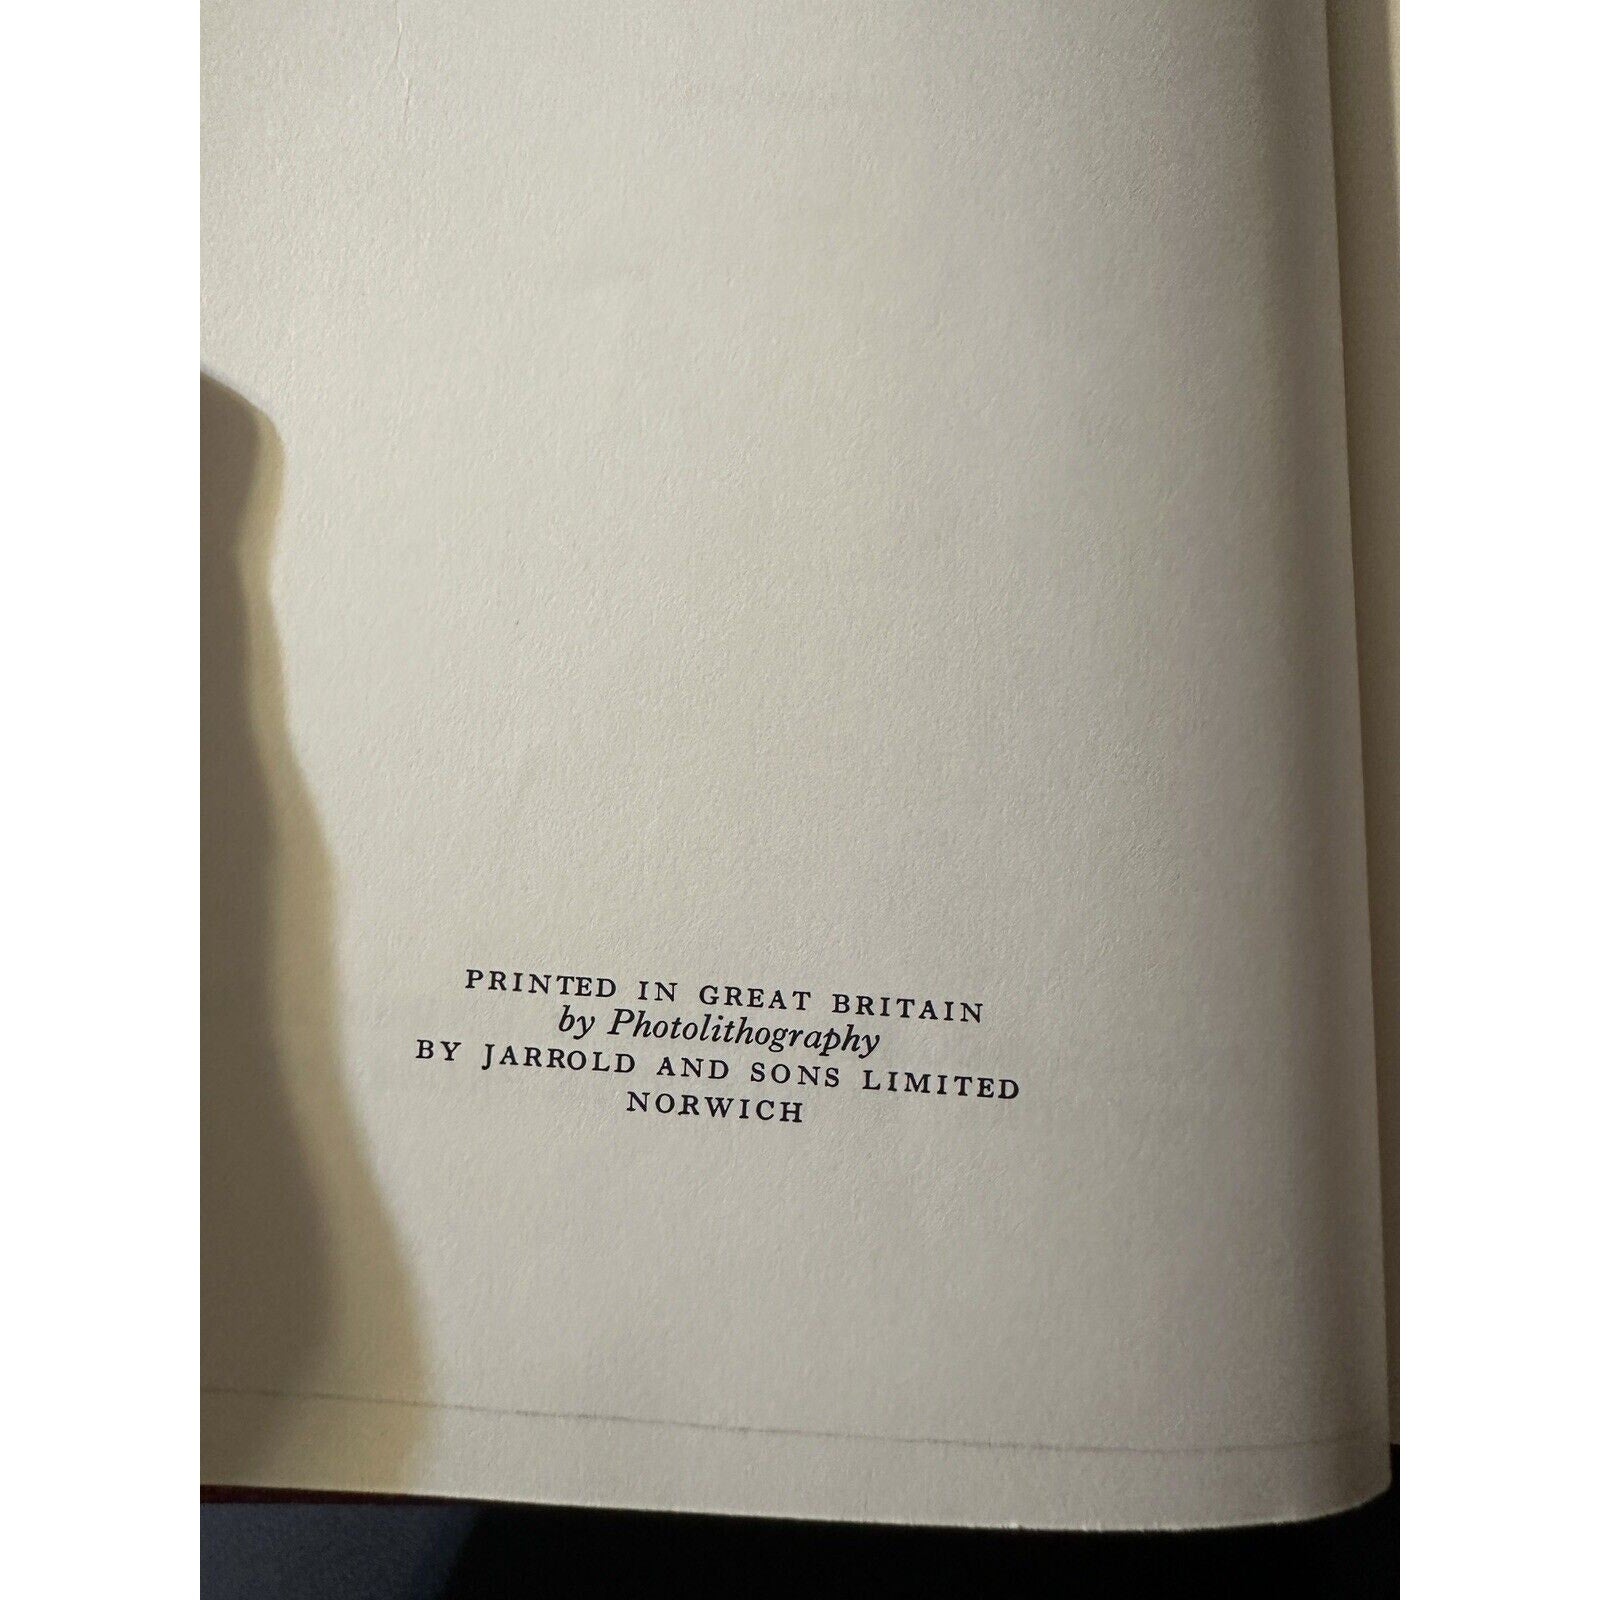 PRINTED IN GREAT BRITAIN
by Photolithography
BY JARROLD AND SONS LIMITED
NORWICH